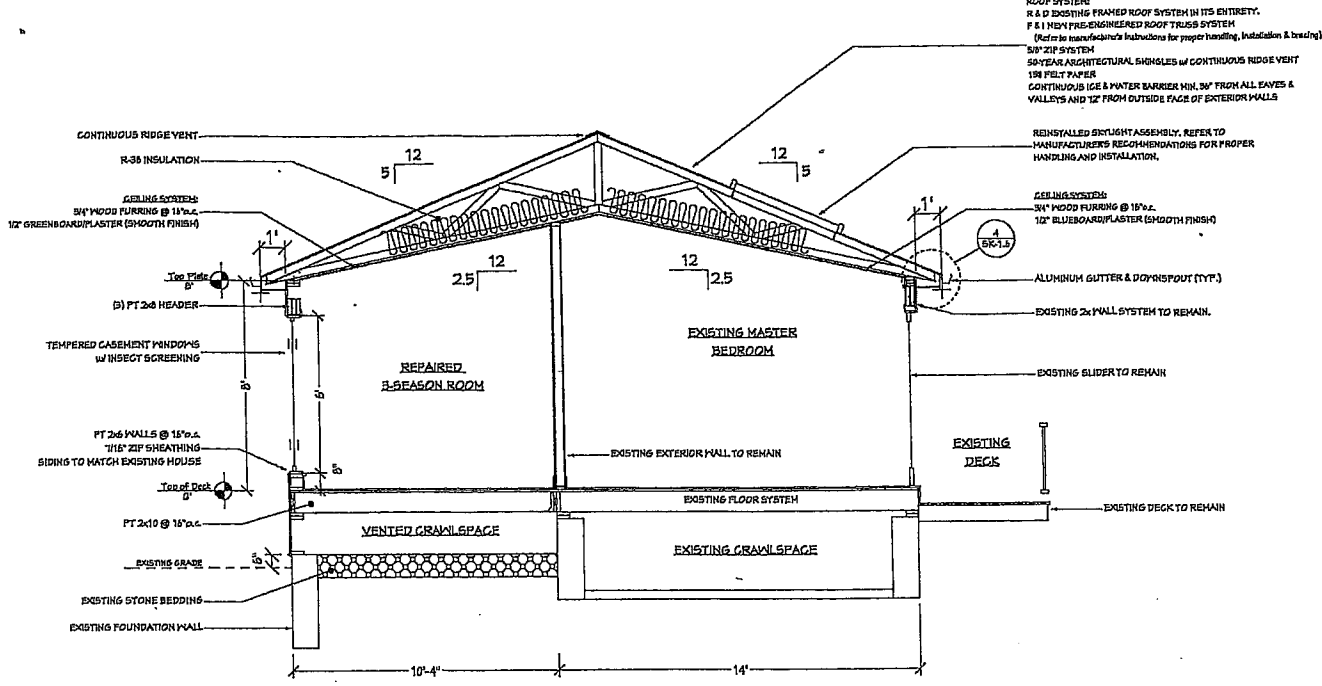 ROOF SYSTEM:
R & D EXISTING FRAMED ROOF SYSTEM IN ITS ENTIRETY.
F & I NEW PRE-ENGINEERED ROOF TRUSS SYSTEM
(Refer to manufacturer's instructions for proper handling, installation & bracing)
5/8" ZIP SYSTEM
50-YEAR ARCHITECTURAL SHINGLES w/ CONTINUOUS RIDGE VENT
15# FELT PAPER
CONTINUOUS ICE & WATER BARRIER MIN. 36" FROM ALL EAVES &
VALLEYS AND 12" FROM OUTSIDE FACE OF EXTERIOR WALLS
REINSTALLED SKYLIGHT ASSEMBLY. REFER TO
MANUFACTURER'S RECOMMENDATIONS FOR PROPER
HANDLING AND INSTALLATION.
CEILING SYSTEM:
3/4" WOOD FURRING @ 16"o.c.
1/2" BLUEBOARD/PLASTER (SMOOTH FINISH)
4
SK-1.5
ALUMINUM GUTTER & DOWNSPOUT (TYP.)
EXISTING 2x WALL SYSTEM TO REMAIN.
EXISTING SLIDER TO REMAIN
EXISTING
DECK
EXISTING DECK TO REMAIN
CONTINUOUS RIDGE VENT
R-38 INSULATION
CEILING SYSTEM:
3/4" WOOD FURRING @ 16"o.c.
1/2" GREENBOARD/PLASTER (SMOOTH FINISH)
12
5
12
5
1'
1'
12
2.5
12
2.5
Top Plate
8'
(3) PT 2x8 HEADER
TEMPERED CASEMENT WINDOWS
w/ INSECT SCREENING
8'
6'
8"
REPAIRED
3-SEASON ROOM
EXISTING MASTER
BEDROOM
PT 2x6 WALLS @ 16"o.c.
7/16" ZIP SHEATHING
SIDING TO MATCH EXISTING HOUSE
EXISTING EXTERIOR WALL TO REMAIN
Top of Deck
0'
PT 2x10 @ 16"o.c.
EXISTING FLOOR SYSTEM
VENTED CRAWLSPACE
EXISTING CRAWLSPACE
EXISTING GRADE
6"
EXISTING STONE BEDDING
EXISTING FOUNDATION WALL
10'-4"
14'